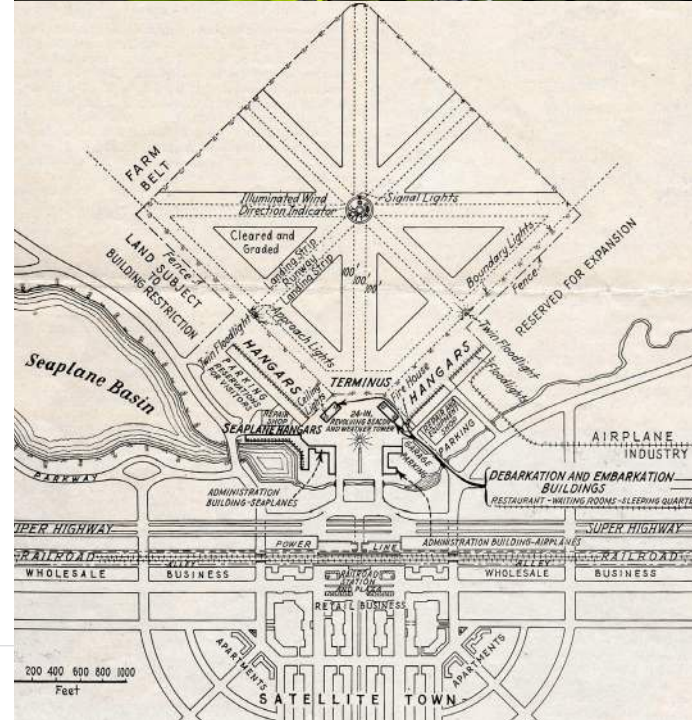 FARM
BELT
Illuminated Wind
Direction Indicator
Signal Lights
Cleared and
Graded
Fence
LAND SUBJECT
TO
BUILDING RESTRICTION
Landing Strip
Runway
Landing Strip
100'
100'
100'
Boundary Lights
Fence
RESERVED FOR EXPANSION
Approach Lights
Twin Floodlight
HANGARS
PARKING
RESERVATION
FOR VISITORS
Ceiling
Lights
TERMINUS
Fire House
HANGARS
Twin Floodlight
Floodlights
Seaplane Basin
REPAIR
SHOP
SEAPLANE HANGARS
24-IN.
REVOLVING BEACON
AND WEATHER TOWER
REPAIR AND
EQUIPMENT
SHOP
PARKING
GARAGE
PARKING
AIRPLANE
INDUSTRY
PARKWAY
ADMINISTRATION
BUILDING-SEAPLANES
DEBARKATION AND EMBARKATION
BUILDINGS
RESTAURANT-WAITING ROOMS-SLEEPING QUARTE
UPER HIGHWAY
SUPER HIGHWAY
POWER LINE
ADMINISTRATION BUILDING-AIRPLANES
RAILROAD
RAILROAD
ALLEY
ALLEY
WHOLESALE BUSINESS
WHOLESALE BUSINESS
RAILROAD
STATION
AND PLAZA
RETAIL BUSINESS
APARTMENTS
APARTMENTS
200 400 600 800 1000
Feet
SATELLITE TOWN